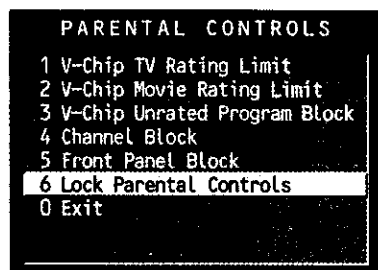 PARENTAL CONTROLS
1 V-Chip TV Rating Limit
2 V-Chip Movie Rating Limit
3 V-Chip Unrated Program Block
4 Channel Block
5 Front Panel Block
6 Lock Parental Controls
0 Exit